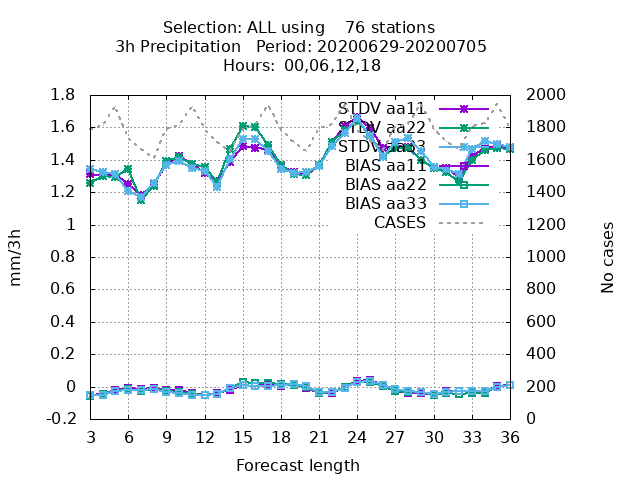 Selection: ALL using    76 stations
3h Precipitation   Period: 20200629-20200705
Hours:  00,06,12,18
STDV aa11
STDV aa22
STDV aa33
BIAS aa11
BIAS aa22
BIAS aa33
CASES
1.8
1.6
1.4
1.2
1
0.8
0.6
0.4
0.2
0
-0.2
mm/3h
2000
1800
1600
1400
1200
1000
800
600
400
200
0
No cases
3 6 9 12 15 18 21 24 27 30 33 36
Forecast length